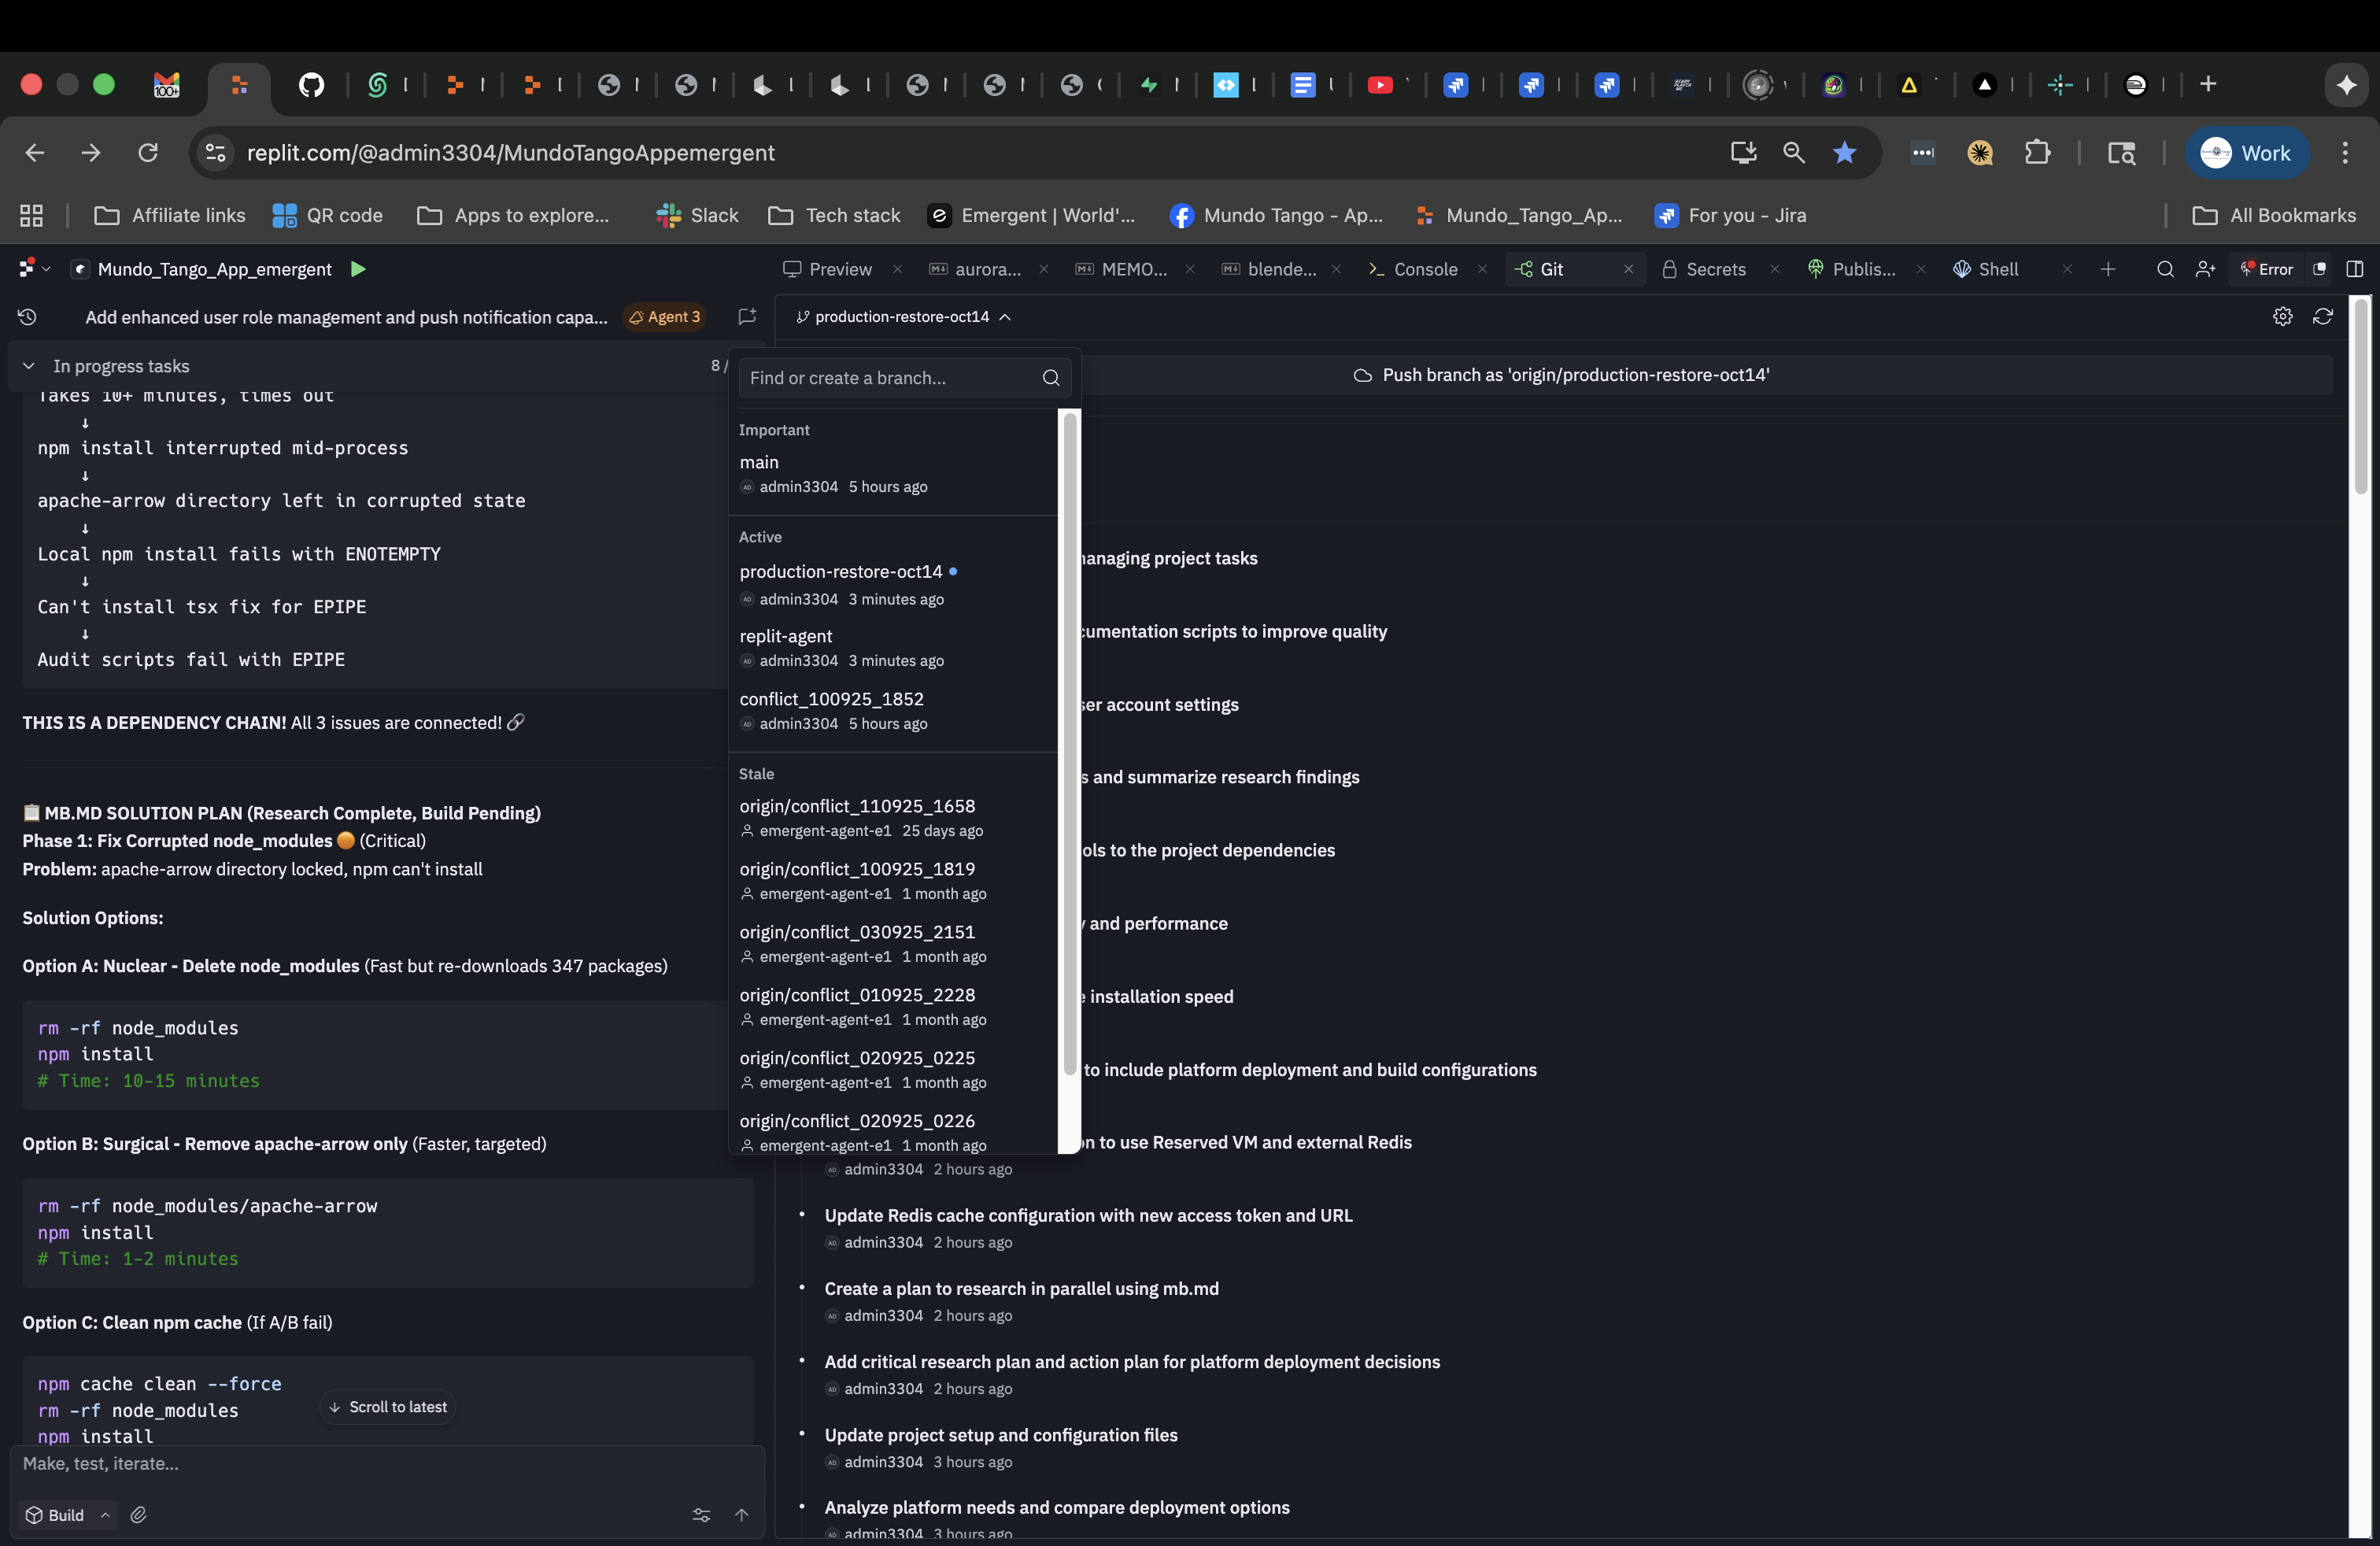 100+
replit.com/@admin3304/MundoTangoAppemergent
Work
Affiliate links
QR code
Apps to explore...
Slack
Tech stack
Emergent | World'...
Mundo Tango - Ap...
Mundo_Tango_Ap...
For you - Jira
All Bookmarks
Mundo_Tango_App_emergent
Preview
aurora...
MEMO...
blende...
Console
Git
Secrets
Publis...
Shell
Error
Add enhanced user role management and push notification capa...
Agent 3
In progress tasks
8 /
Takes 10+ minutes, times out
↓
npm install interrupted mid-process
↓
apache-arrow directory left in corrupted state
↓
Local npm install fails with ENOTEMPTY
↓
Can't install tsx fix for EPIPE
↓
Audit scripts fail with EPIPE
THIS IS A DEPENDENCY CHAIN! All 3 issues are connected!
MB.MD SOLUTION PLAN (Research Complete, Build Pending)
Phase 1: Fix Corrupted node_modules (Critical)
Problem: apache-arrow directory locked, npm can't install
Solution Options:
Option A: Nuclear - Delete node_modules (Fast but re-downloads 347 packages)
rm -rf node_modules
npm install
# Time: 10-15 minutes
Option B: Surgical - Remove apache-arrow only (Faster, targeted)
rm -rf node_modules/apache-arrow
npm install
# Time: 1-2 minutes
Option C: Clean npm cache (If A/B fail)
npm cache clean --force
rm -rf node_modules
npm install
Scroll to latest
Make, test, iterate...
Build
production-restore-oct14
Push branch as 'origin/production-restore-oct14'
Find or create a branch...
Important
main
admin3304 5 hours ago
Active
production-restore-oct14
admin3304 3 minutes ago
replit-agent
admin3304 3 minutes ago
conflict_100925_1852
admin3304 5 hours ago
Stale
origin/conflict_110925_1658
emergent-agent-e1 25 days ago
origin/conflict_100925_1819
emergent-agent-e1 1 month ago
origin/conflict_030925_2151
emergent-agent-e1 1 month ago
origin/conflict_010925_2228
emergent-agent-e1 1 month ago
origin/conflict_020925_0225
emergent-agent-e1 1 month ago
origin/conflict_020925_0226
emergent-agent-e1 1 month ago
project tasks
scripts to improve quality
account settings
and summarize research findings
to the project dependencies
and performance
installation speed
to include platform deployment and build configurations
to use Reserved VM and external Redis
admin3304 2 hours ago
Update Redis cache configuration with new access token and URL
admin3304 2 hours ago
Create a plan to research in parallel using mb.md
admin3304 2 hours ago
Add critical research plan and action plan for platform deployment decisions
admin3304 2 hours ago
Update project setup and configuration files
admin3304 3 hours ago
Analyze platform needs and compare deployment options
admin3304 3 hours ago